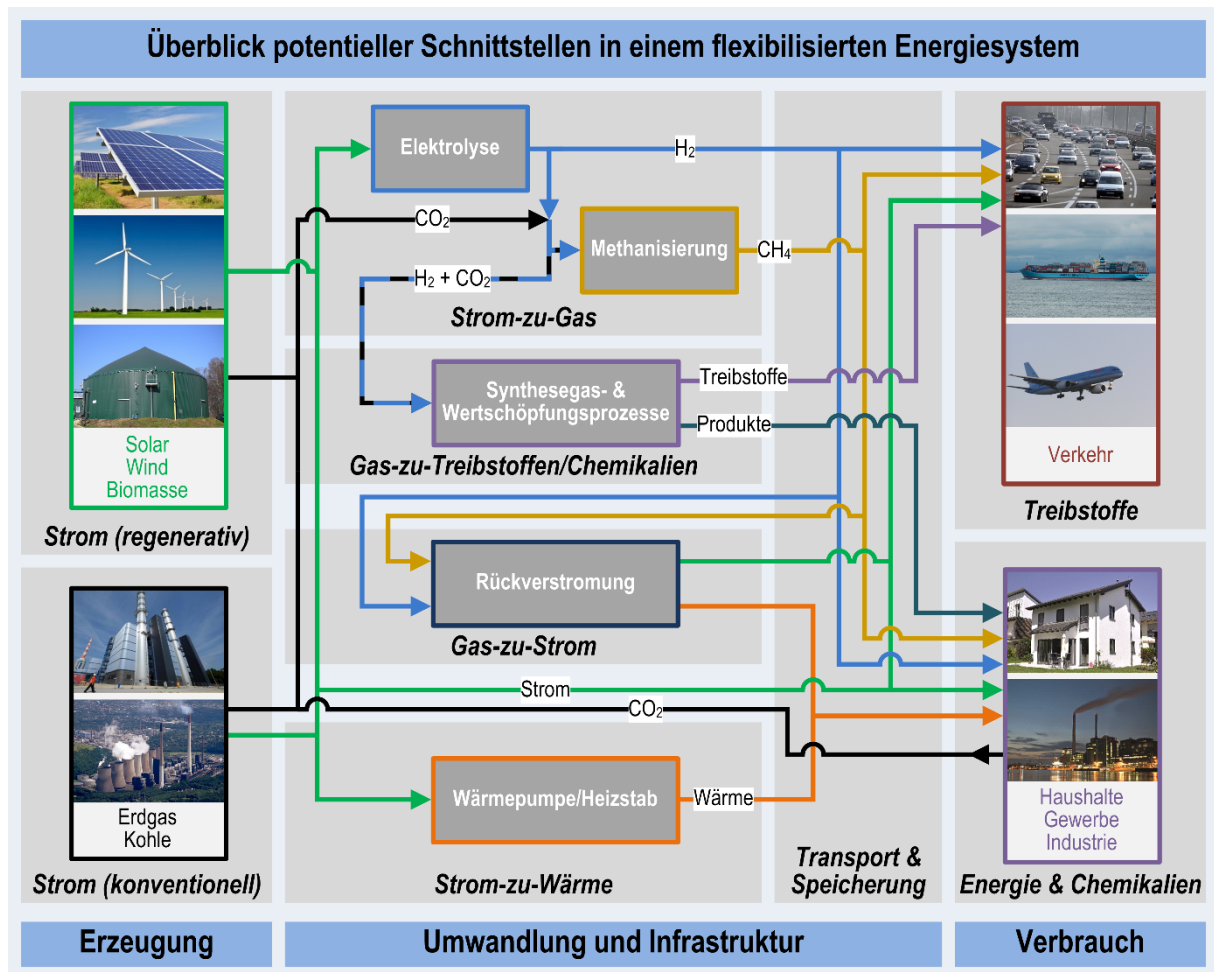 Überblick potentieller Schnittstellen in einem flexibilisierten Energiesystem
Solar
Wind
Biomasse
Strom (regenerativ)
Erdgas
Kohle
Strom (konventionell)
Elektrolyse
H₂
CO₂
Methanisierung
CH₄
H₂ + CO₂
Strom-zu-Gas
Synthesegas- &
Wertschöpfungsprozesse
Treibstoffe
Produkte
Gas-zu-Treibstoffen/Chemikalien
Rückverstromung
Gas-zu-Strom
Strom
CO₂
Wärmepumpe/Heizstab
Wärme
Strom-zu-Wärme
Transport &
Speicherung
Verkehr
Treibstoffe
Haushalte
Gewerbe
Industrie
Energie & Chemikalien
Erzeugung
Umwandlung und Infrastruktur
Verbrauch